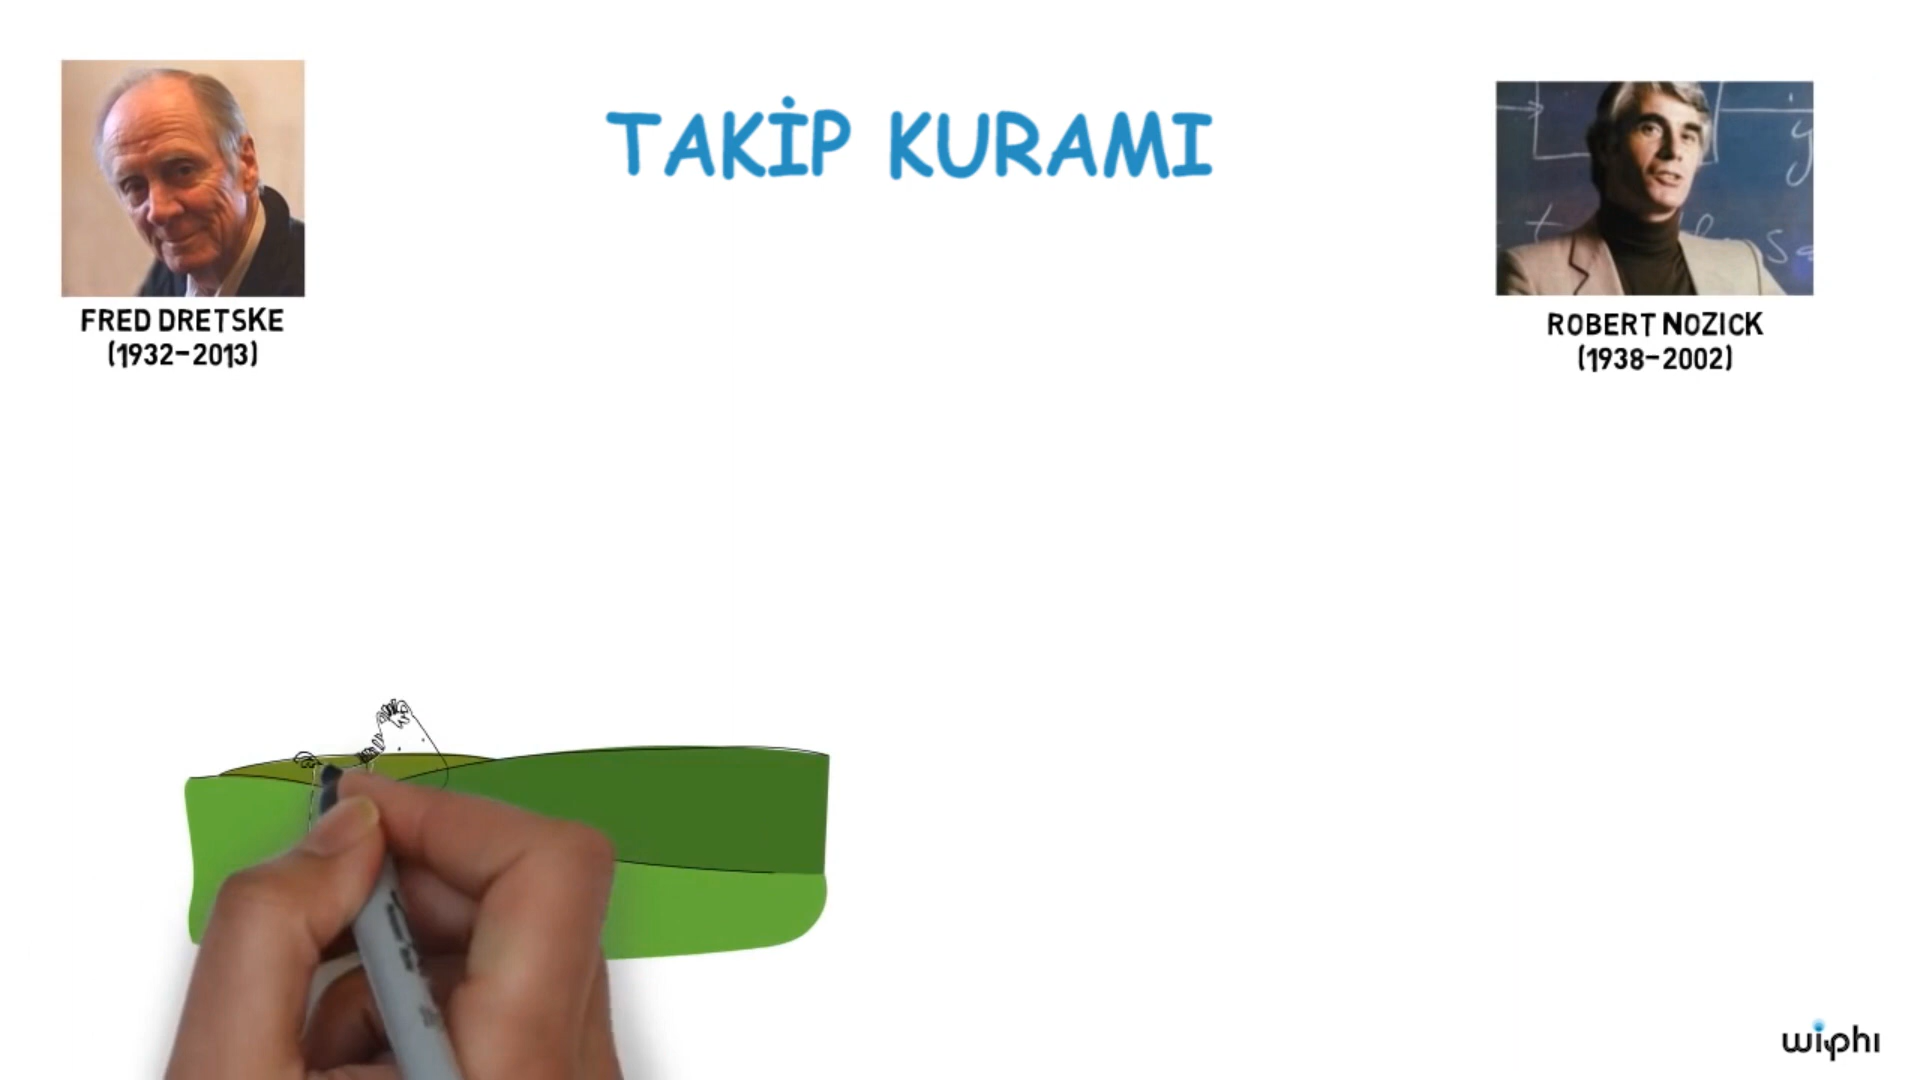 TAKİP KURAMI
FRED DRETSKE
(1932-2013)
ROBERT NOZICK
(1938-2002)
wiphi